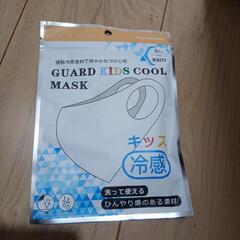 WHITE
接触冷感素材で爽やかなつけ心地
GUARD KIDS COOL
MASK
キッズ
冷感
洗って使える
ひんやり感のある素材